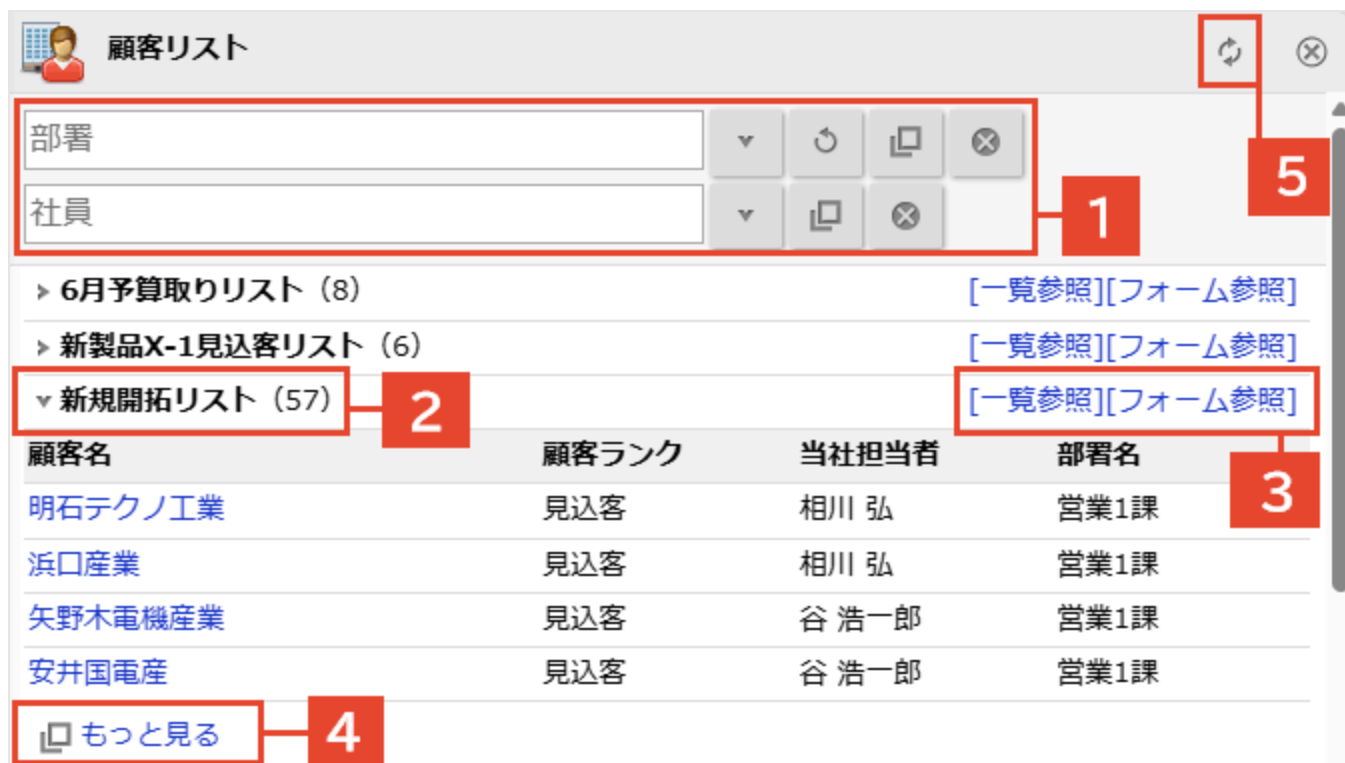 顧客リスト
5
部署
社員
1
6月予算取りリスト（8） [一覧参照][フォーム参照]
新製品X-1見込客リスト（6） [一覧参照][フォーム参照]
新規開拓リスト（57） 2 [一覧参照][フォーム参照]
顧客名 顧客ランク 当社担当者 部署名
3
明石テクノ工業 見込客 相川 弘 営業1課
浜口産業 見込客 相川 弘 営業1課
矢野木電機産業 見込客 谷 浩一郎 営業1課
安井国電産 見込客 谷 浩一郎 営業1課
もっと見る 4